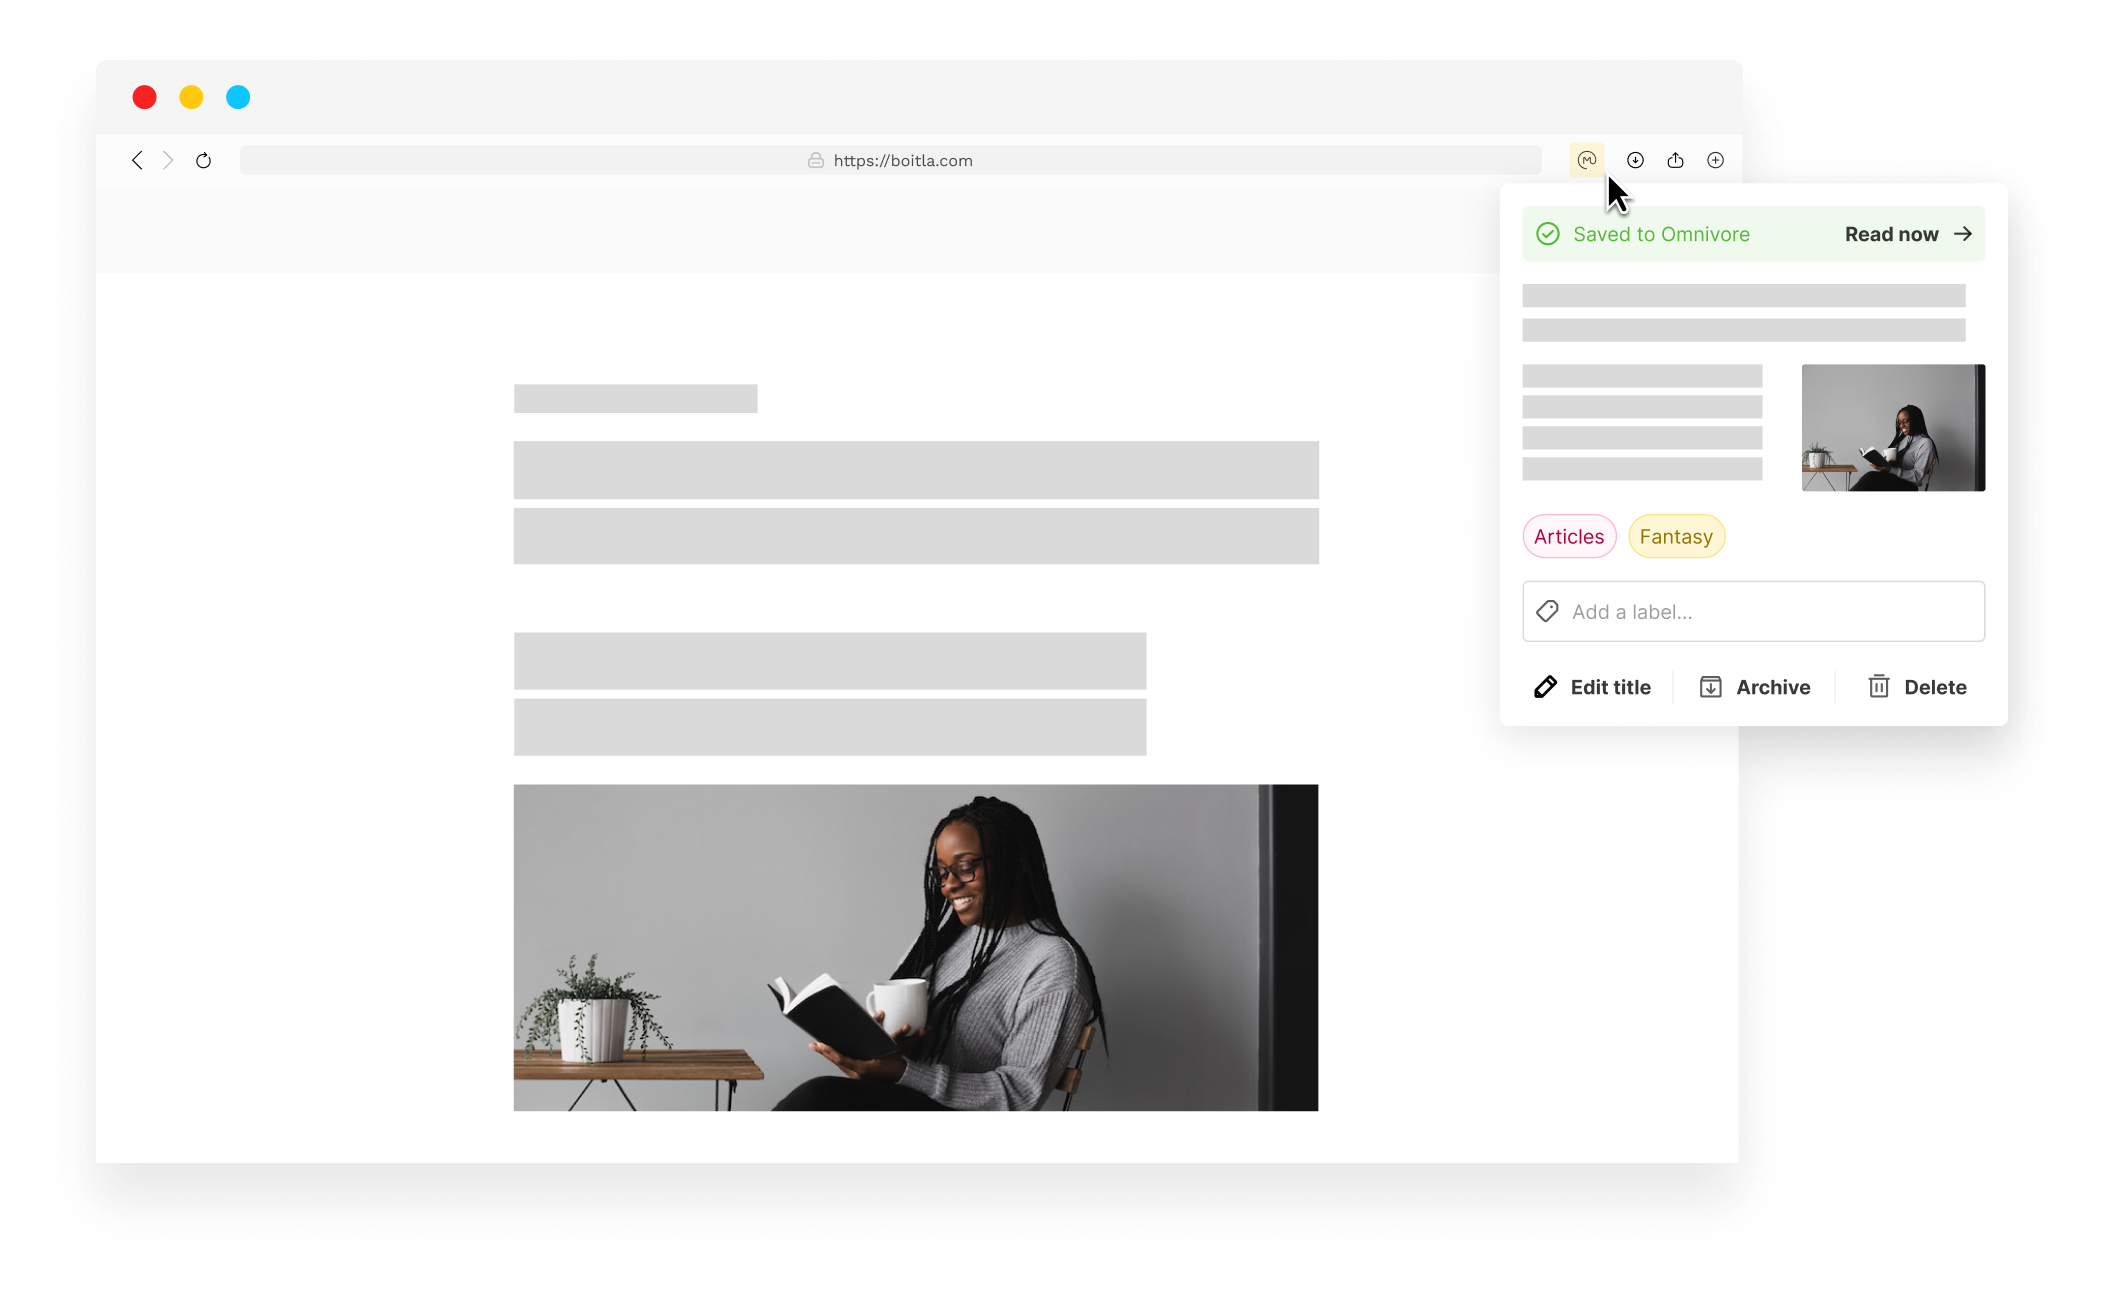 https://boitla.com
Saved to Omnivore
Read now
Articles
Fantasy
Add a label...
Edit title
Archive
Delete